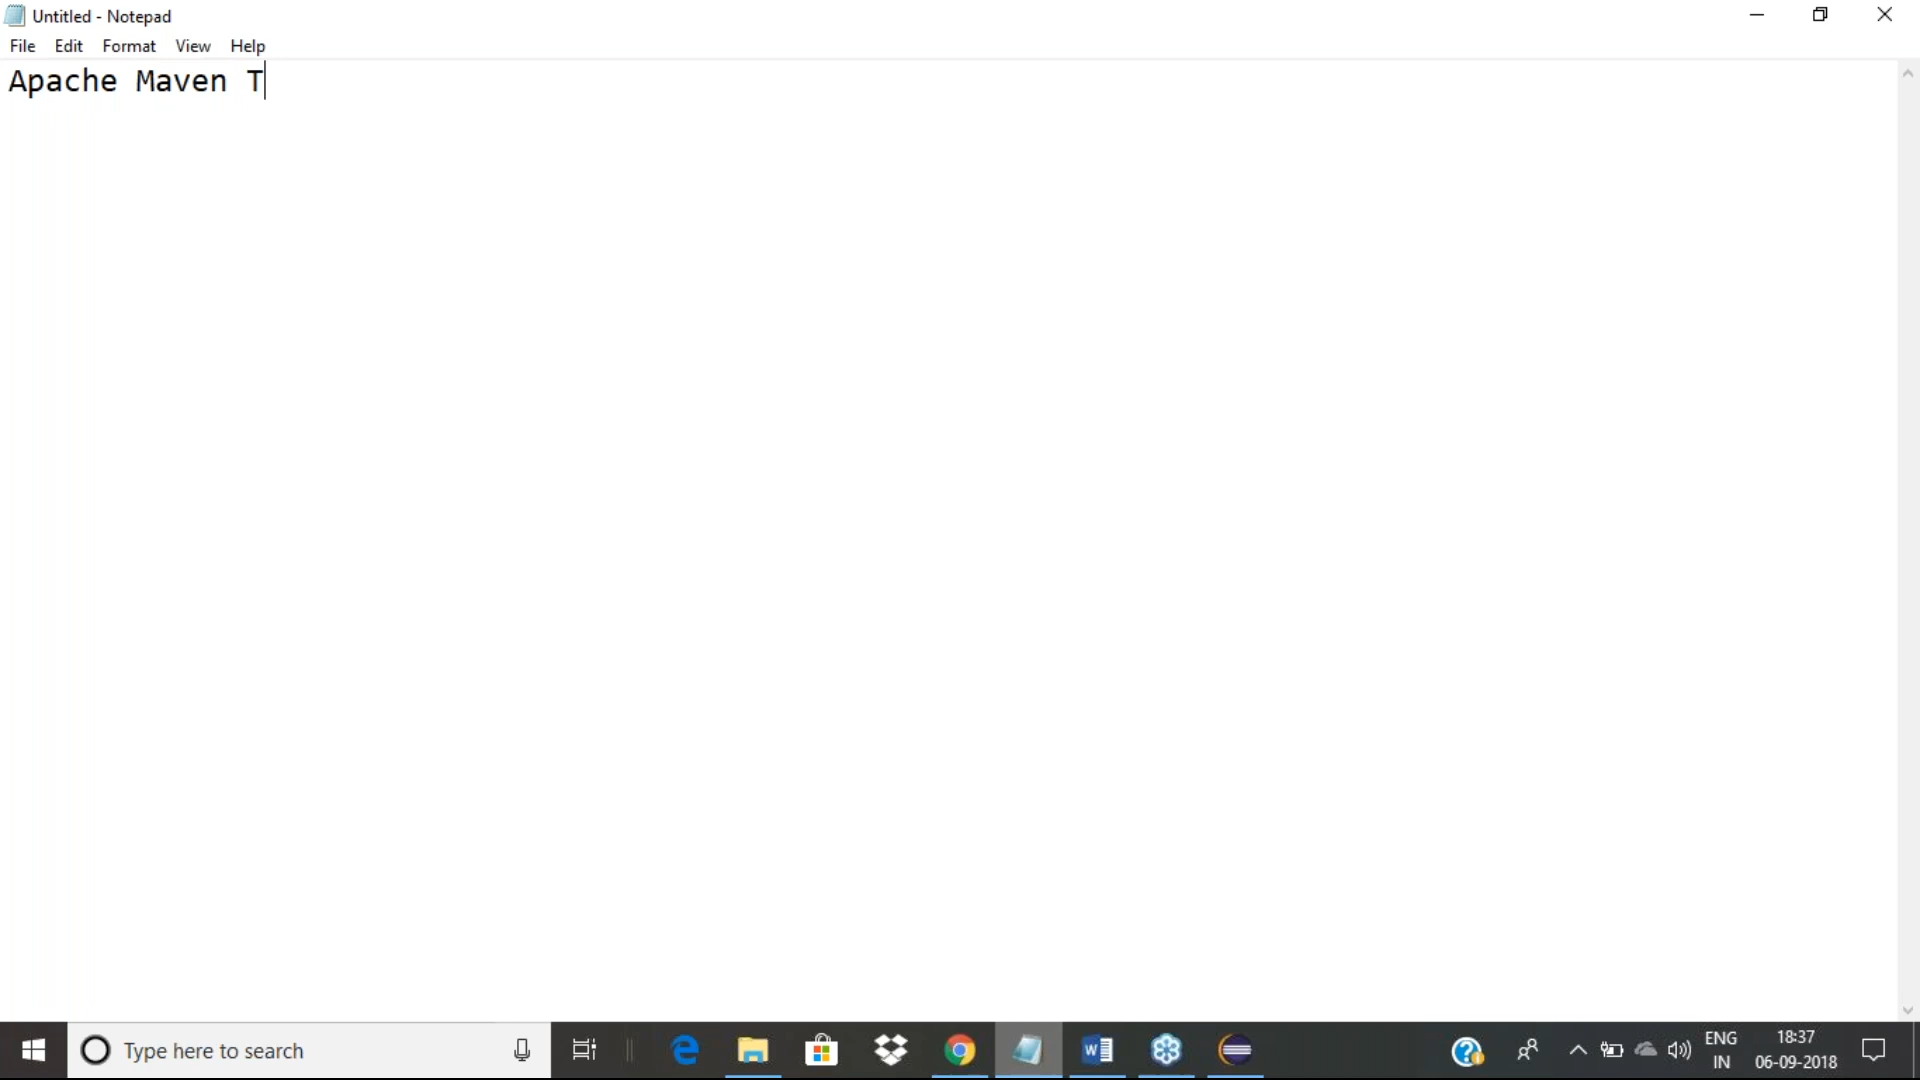 Untitled - Notepad
File Edit Format View Help
Apache Maven T
Type here to search
W
ENG
IN
18:37
06-09-2018